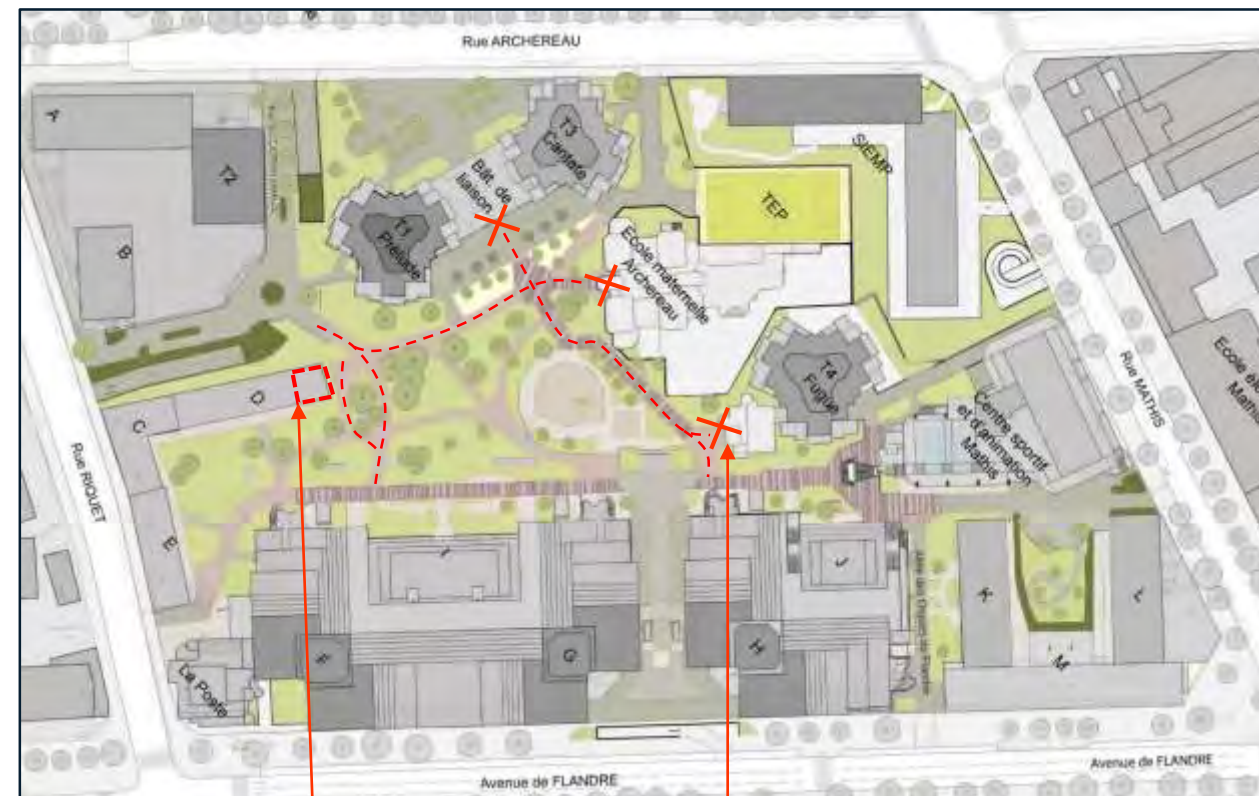 Rue ARCHEREAU
A
T2
B
T3
Cantate
Bât. de
liaison
T1
Prélude
SIEMP
TEP
Ecole maternelle
Archereau
T4
Fugue
Rue MATHIS
Centre sportif
et d'animation
Mathis
D
C
E
Rue RIQUET
I
J
F
G
H
K
L
M
La Poste
Avenue de FLANDRE
Avenue de FLANDRE